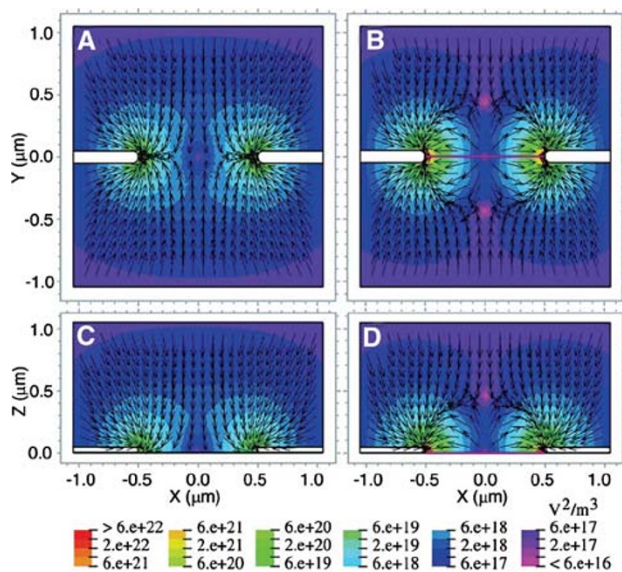 A B
1.0
0.5
0.0
-0.5
-1.0
Y (μm)
C D
1.0
0.5
0.0
Z (μm)
-1.0 -0.5 0.0 0.5 1.0 -1.0 -0.5 0.0 0.5 1.0
X (μm) X (μm)
V²/m³
> 6.e+22 6.e+21 6.e+20 6.e+19 6.e+18 6.e+17
2.e+22 2.e+21 2.e+20 2.e+19 2.e+18 2.e+17
6.e+21 6.e+20 6.e+19 6.e+18 6.e+17 < 6.e+16